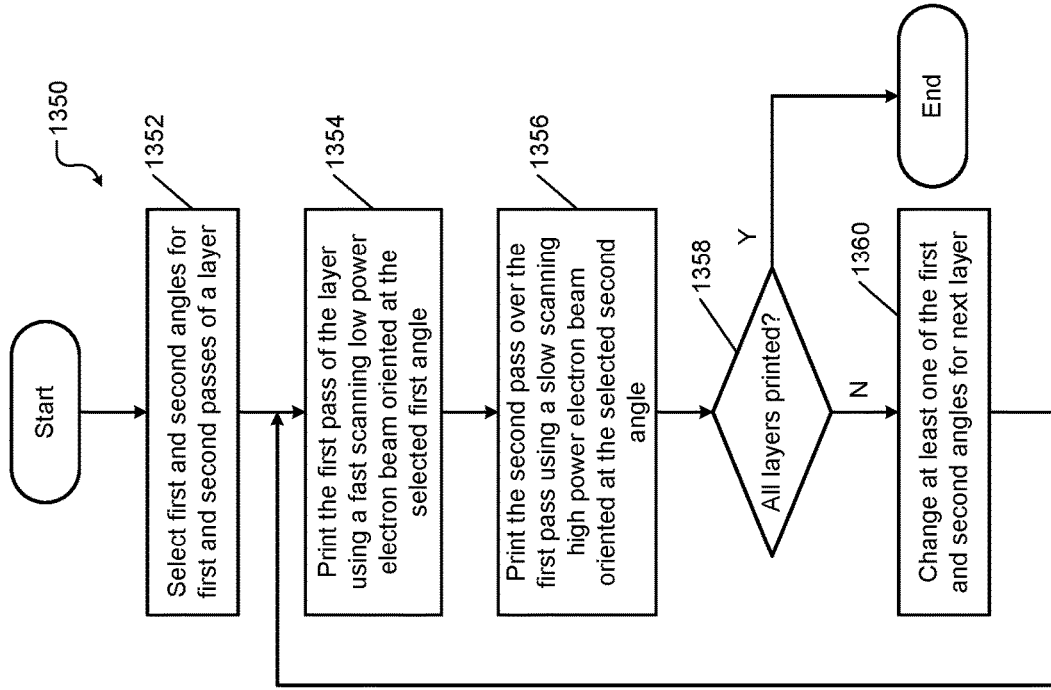 1350
Start
1352
Select first and second angles for
first and second passes of a layer
1354
Print the first pass of the layer
using a fast scanning low power
electron beam oriented at the
selected first angle
1356
Print the second pass over the
first pass using a slow scanning
high power electron beam
oriented at the selected second
angle
1358
All layers printed?
Y
N
End
1360
Change at least one of the first
and second angles for next layer